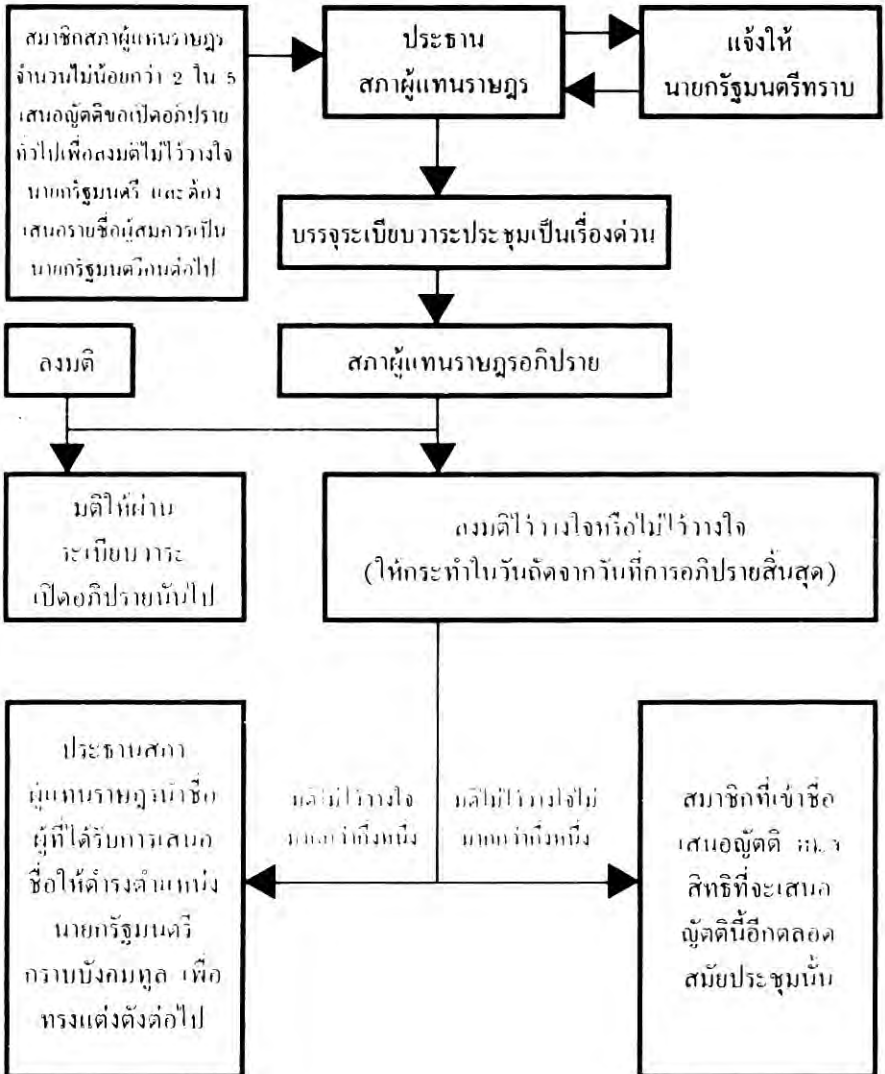 สมาชิกสภาผู้แทนราษฎร
จำนวนไม่น้อยกว่า 2 ใน 5
เสนอญัตติขอเปิดอภิปราย
ทั่วไปเพื่อลงมติไม่ไว้วางใจ
นายกรัฐมนตรี และต้อง
เสนอรายชื่อผู้สมควรเป็น
นายกรัฐมนตรีคนต่อไป
ประธาน
สภาผู้แทนราษฎร
แจ้งให้
นายกรัฐมนตรีทราบ
บรรจุระเบียบวาระประชุมเป็นเรื่องด่วน
ลงมติ
สภาผู้แทนราษฎรอภิปราย
มติให้ผ่าน
ระเบียบวาระ
เปิดอภิปรายนั้นไป
ลงมติไว้วางใจหรือไม่ไว้วางใจ
(ให้กระทำในวันถัดจากวันที่การอภิปรายสิ้นสุด)
ประธานสภา
ผู้แทนราษฎรนำชื่อ
ผู้ที่ได้รับการเสนอ
ชื่อให้ดำรงตำแหน่ง
นายกรัฐมนตรี
กราบบังคมทูล เพื่อ
ทรงแต่งตั้งต่อไป
มติไม่ไว้วางใจ
มากกว่ากึ่งหนึ่ง
มติไม่ไว้วางใจไม่
มากกว่ากึ่งหนึ่ง
สมาชิกที่เข้าชื่อ
เสนอญัตติ
สิทธิที่จะเสนอ
ญัตตินี้อีกตลอด
สมัยประชุมนั้น